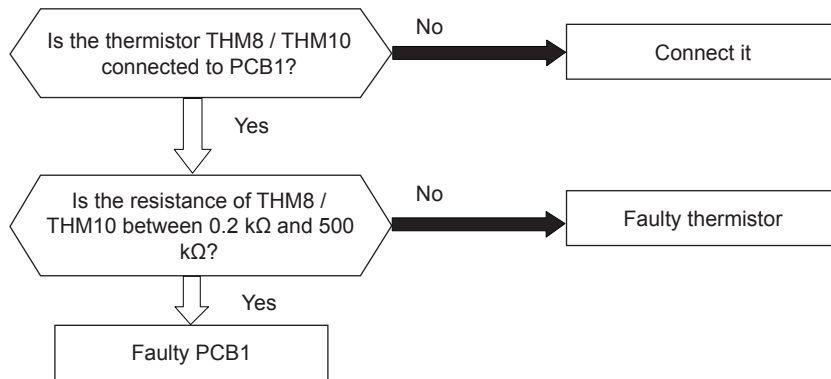 Is the thermistor THM8 / THM10
connected to PCB1?
No
Connect it
Yes
Is the resistance of THM8 /
THM10 between 0.2 kΩ and 500
kΩ?
No
Faulty thermistor
Yes
Faulty PCB1